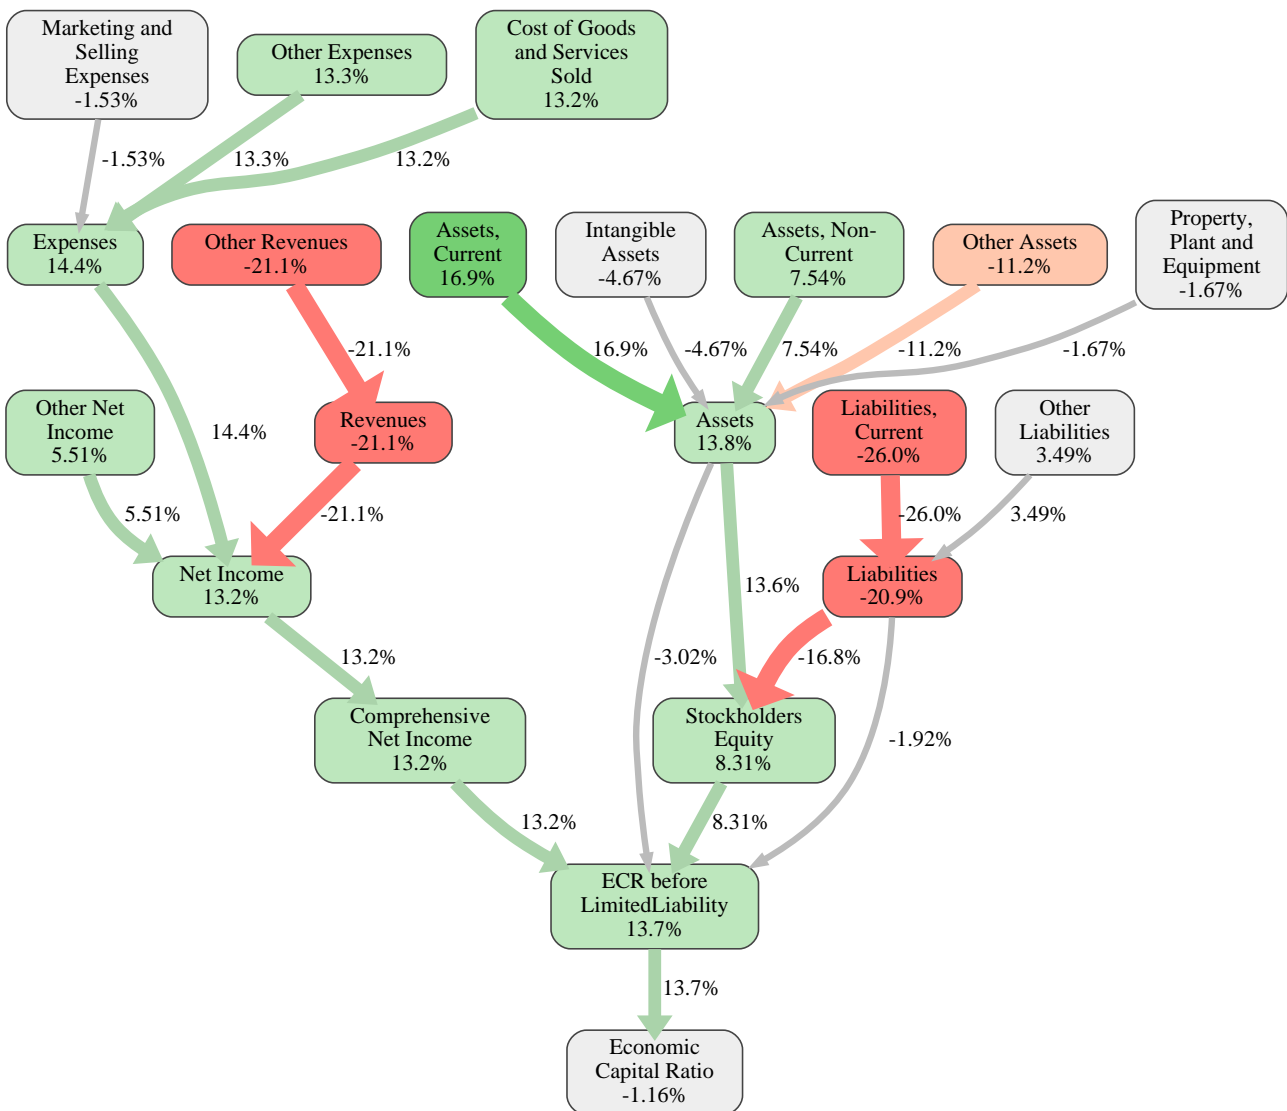 Marketing and
Selling
Expenses
-1.53%
Other Expenses
13.3%
Cost of Goods
and Services
Sold
13.2%
-1.53%
13.3%
13.2%
Expenses
14.4%
Other Revenues
-21.1%
Assets,
Current
16.9%
Intangible
Assets
-4.67%
Assets, Non-
Current
7.54%
Other Assets
-11.2%
Property,
Plant and
Equipment
-1.67%
-21.1%
16.9%
-4.67%
7.54%
-11.2%
-1.67%
Other Net
Income
5.51%
14.4%
Revenues
-21.1%
Assets
13.8%
Liabilities,
Current
-26.0%
Other
Liabilities
3.49%
5.51%
-21.1%
-26.0%
3.49%
Net Income
13.2%
13.6%
Liabilities
-20.9%
13.2%
-3.02%
-16.8%
Comprehensive
Net Income
13.2%
Stockholders
Equity
8.31%
-1.92%
13.2%
8.31%
ECR before
LimitedLiability
13.7%
13.7%
Economic
Capital Ratio
-1.16%